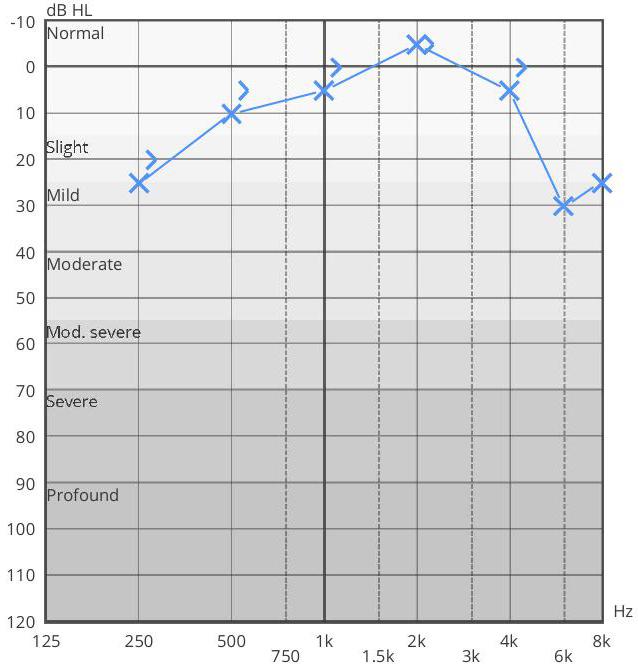 dB HL
-10
Normal
0
10
Slight
20
Mild
30
40
Moderate
50
Mod. severe
60
70
Severe
80
90
Profound
100
110
120
Hz
125 250 500 1k 2k 4k 8k
750 1.5k 3k 6k